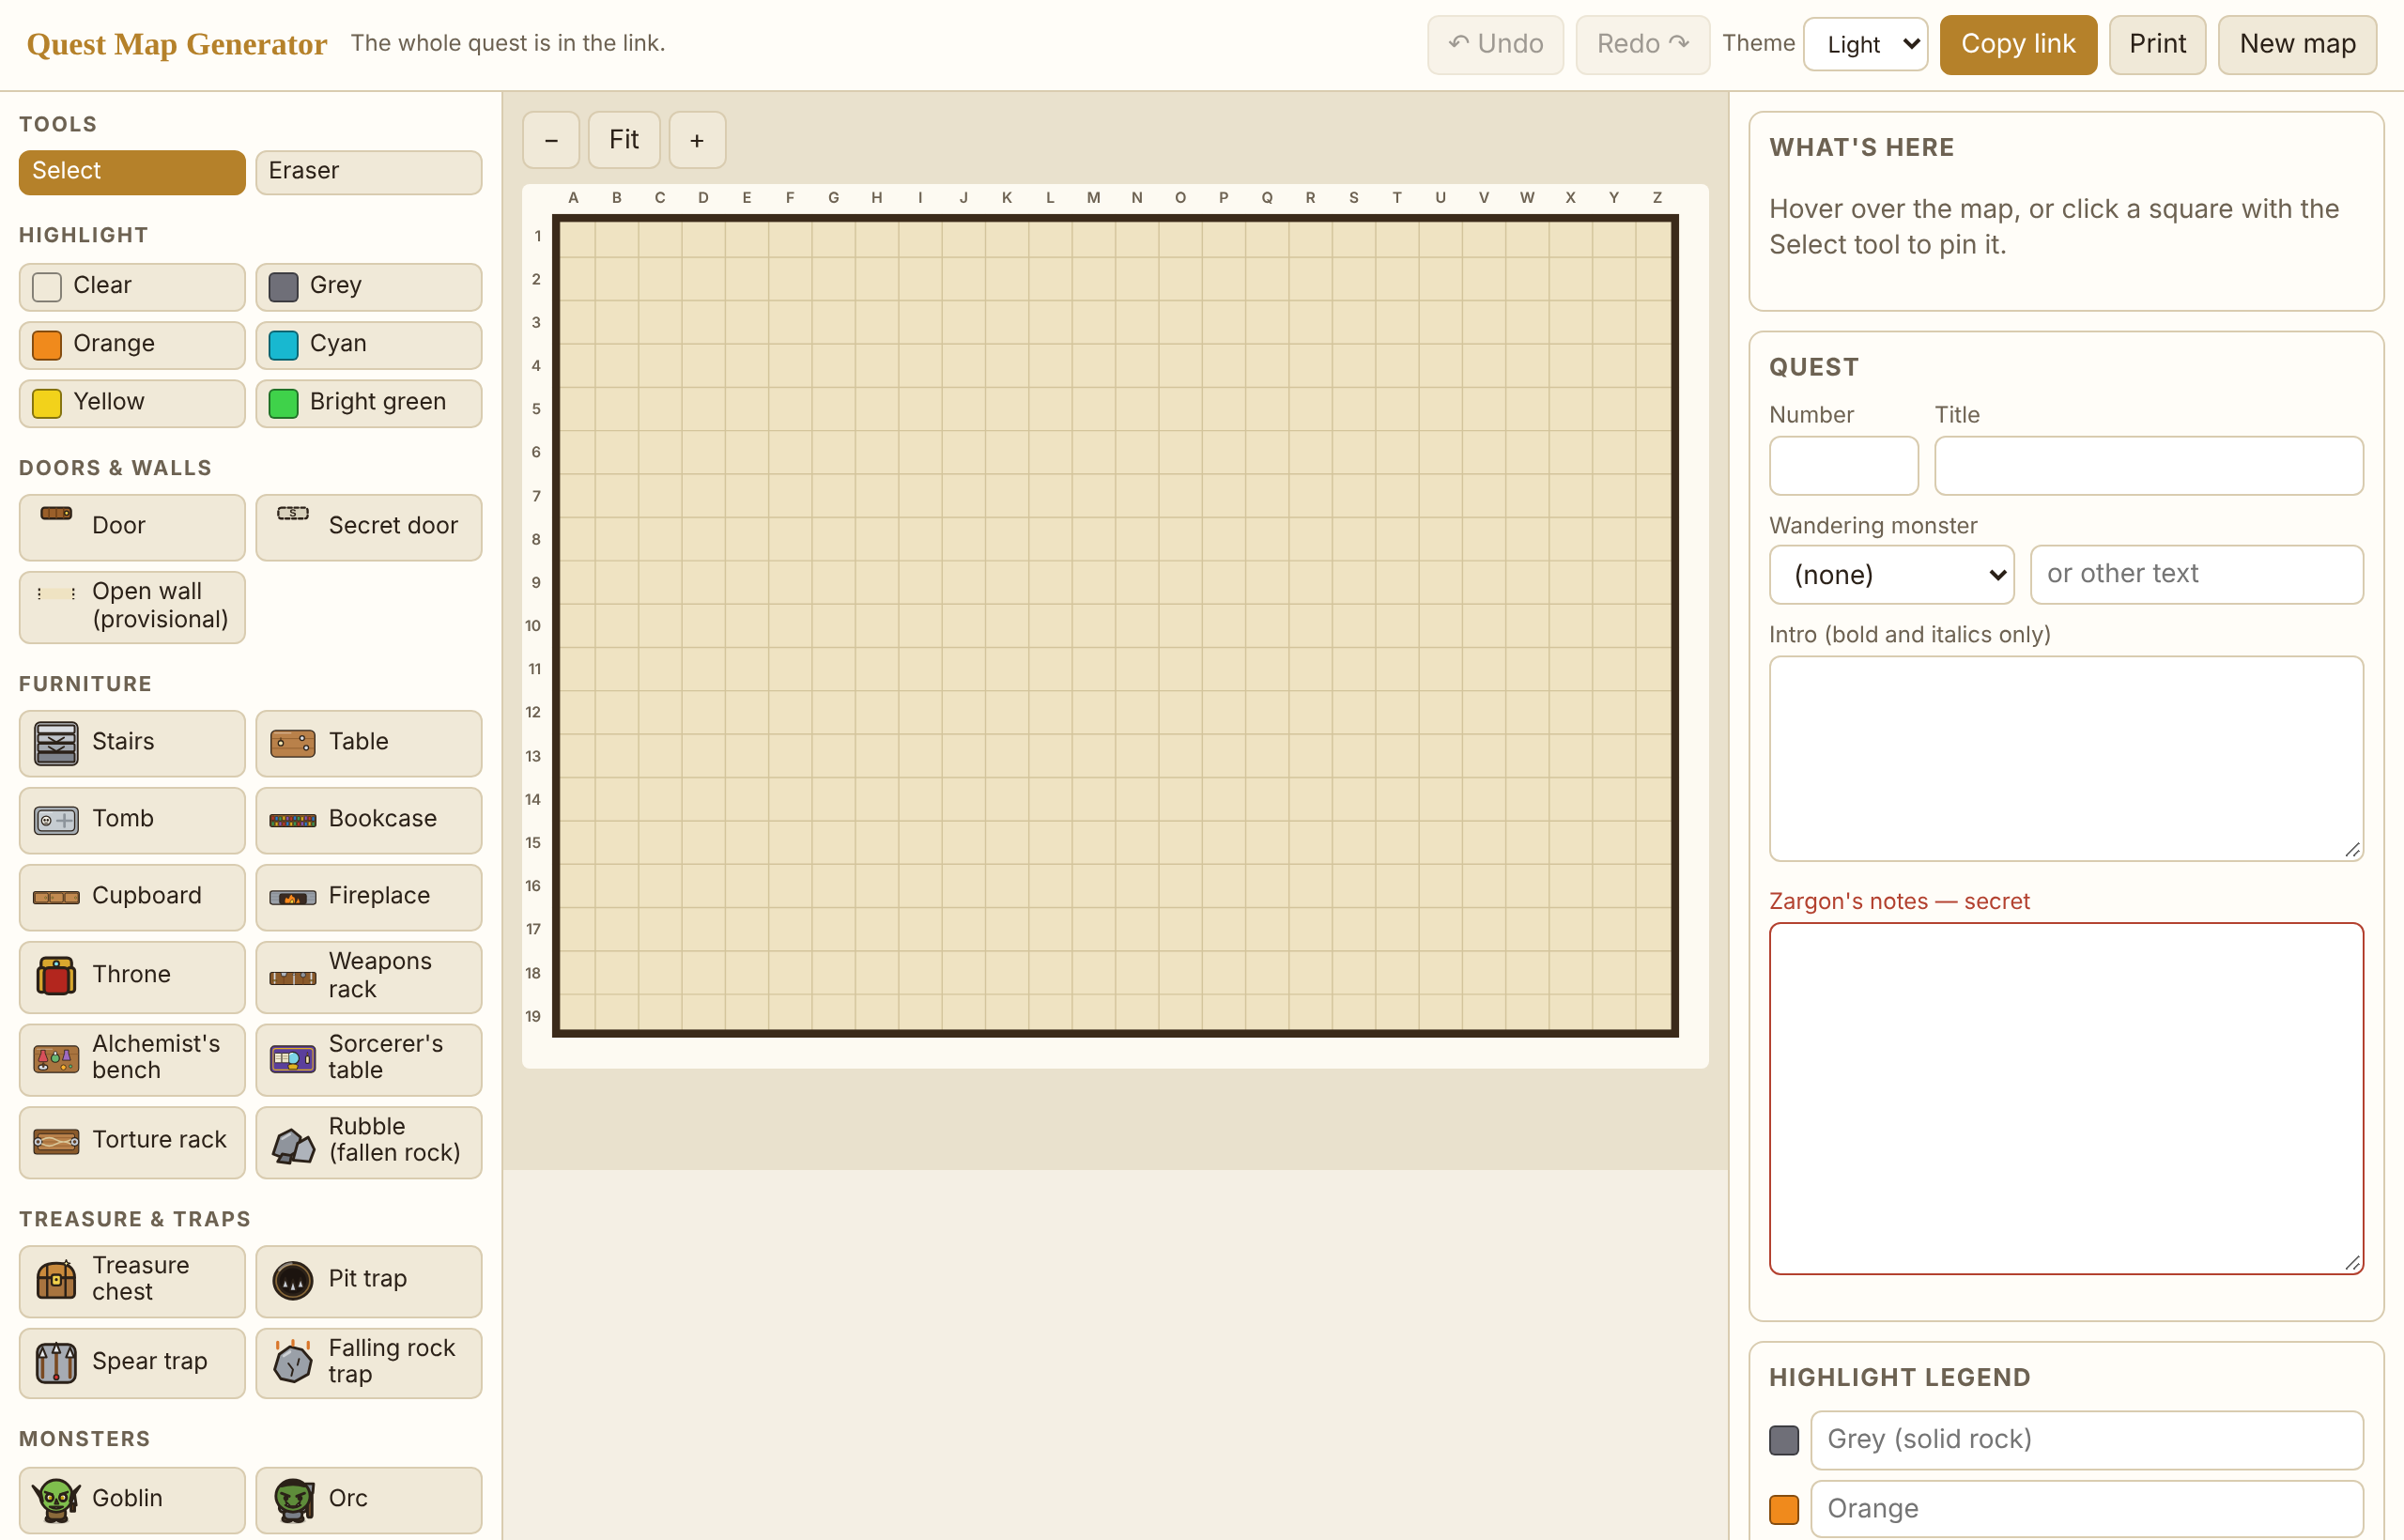 Quest Map Generator
The whole quest is in the link.
↶ Undo
Redo ↷
Theme
Light
Copy link
Print
New map
TOOLS
Select
Eraser
HIGHLIGHT
Clear
Grey
Orange
Cyan
Yellow
Bright green
DOORS & WALLS
Door
S
Secret door
Open wall
(provisional)
FURNITURE
Stairs
Table
Tomb
Bookcase
Cupboard
Fireplace
Throne
Weapons
rack
Alchemist's
bench
Sorcerer's
table
Torture rack
Rubble
(fallen rock)
TREASURE & TRAPS
Treasure
chest
Pit trap
Spear trap
Falling rock
trap
MONSTERS
Goblin
Orc
−
Fit
+
A B C D E F G H I J K L M N O P Q R S T U V W X Y Z
1
2
3
4
5
6
7
8
9
10
11
12
13
14
15
16
17
18
19
WHAT'S HERE
Hover over the map, or click a square with the
Select tool to pin it.
QUEST
Number
Title
Wandering monster
(none)
or other text
Intro (bold and italics only)
Zargon's notes — secret
HIGHLIGHT LEGEND
Grey (solid rock)
Orange